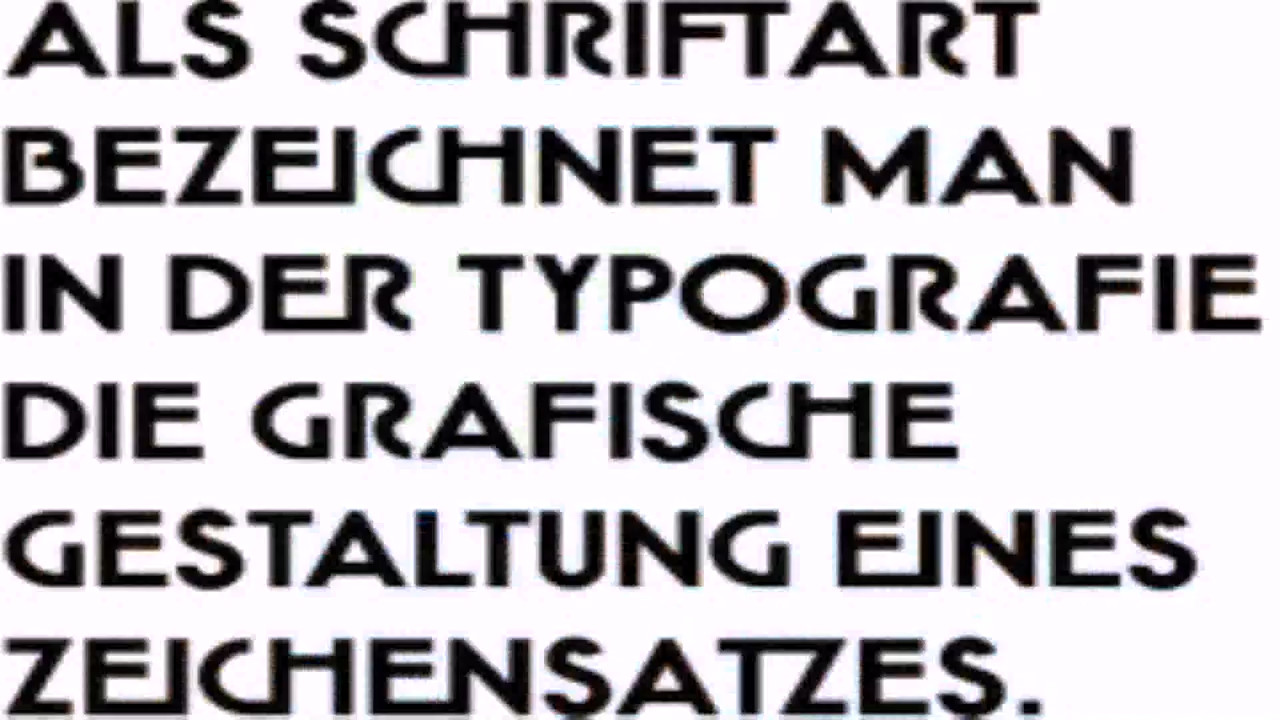 ALS SCHRIFTART
BEZEICHNET MAN
IN DER TYPOGRAFIE
DIE GRAFISCHE
GESTALTUNG EINES
ZEICHENSATZES.